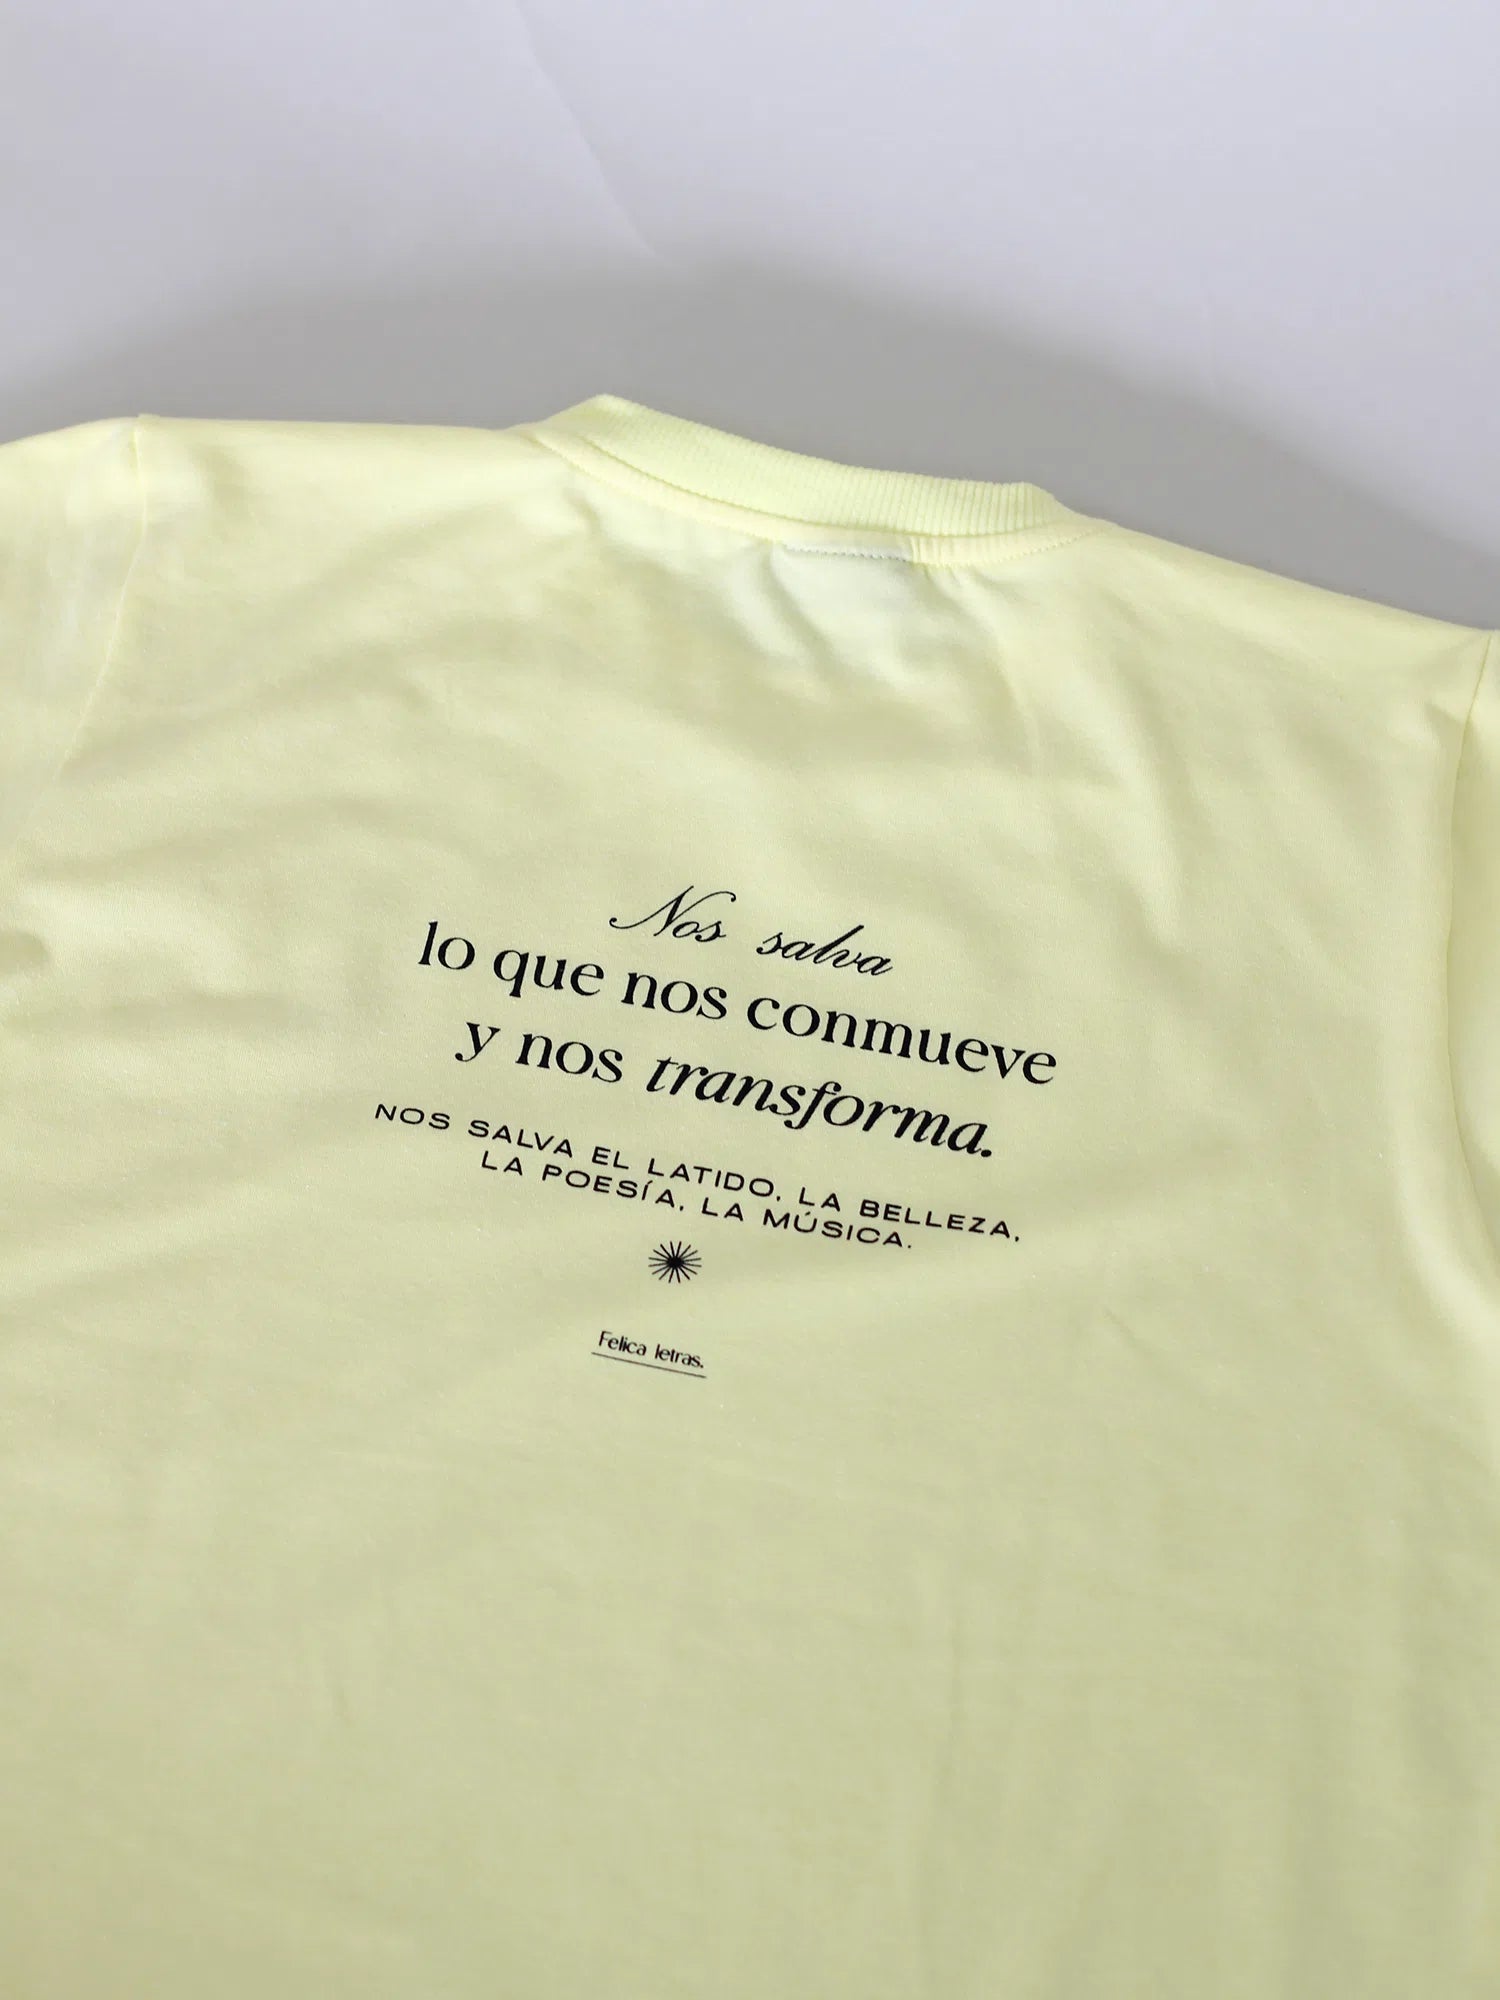 Nos salva
lo que nos conmueve
y nos transforma.
NOS SALVA EL LATIDO, LA BELLEZA,
LA POESÍA, LA MÚSICA.
Felica letras.